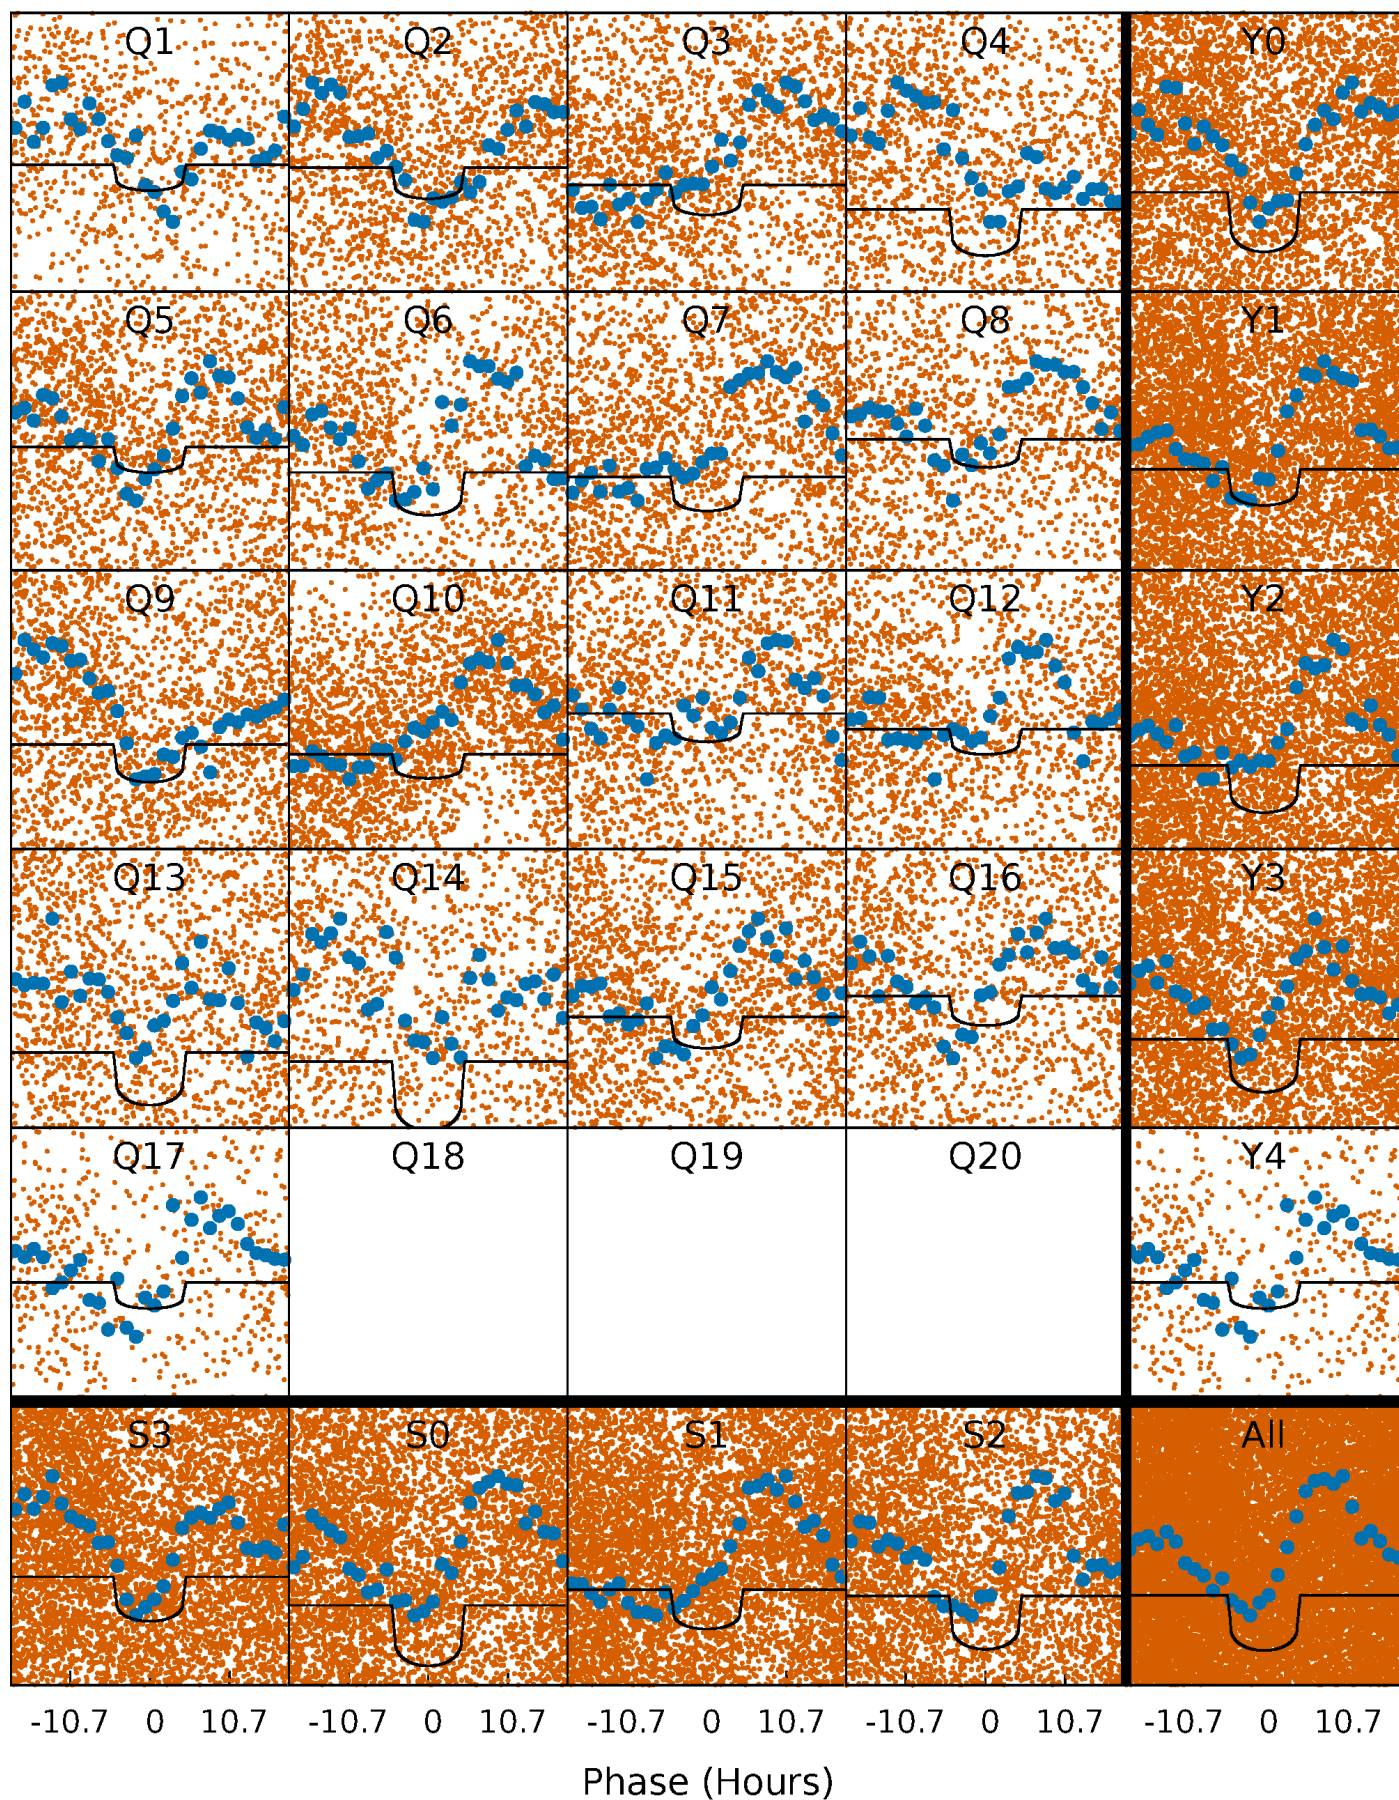 Q1 Q2 Q3 Q4 Y0
Q5 Q6 Q7 Q8 Y1
Q9 Q10 Q11 Q12 Y2
Q13 Q14 Q15 Q16 Y3
Q17 Q18 Q19 Q20 Y4
S3 S0 S1 S2 All
-10.7 0 10.7 -10.7 0 10.7 -10.7 0 10.7 -10.7 0 10.7 -10.7 0 10.7
Phase (Hours)